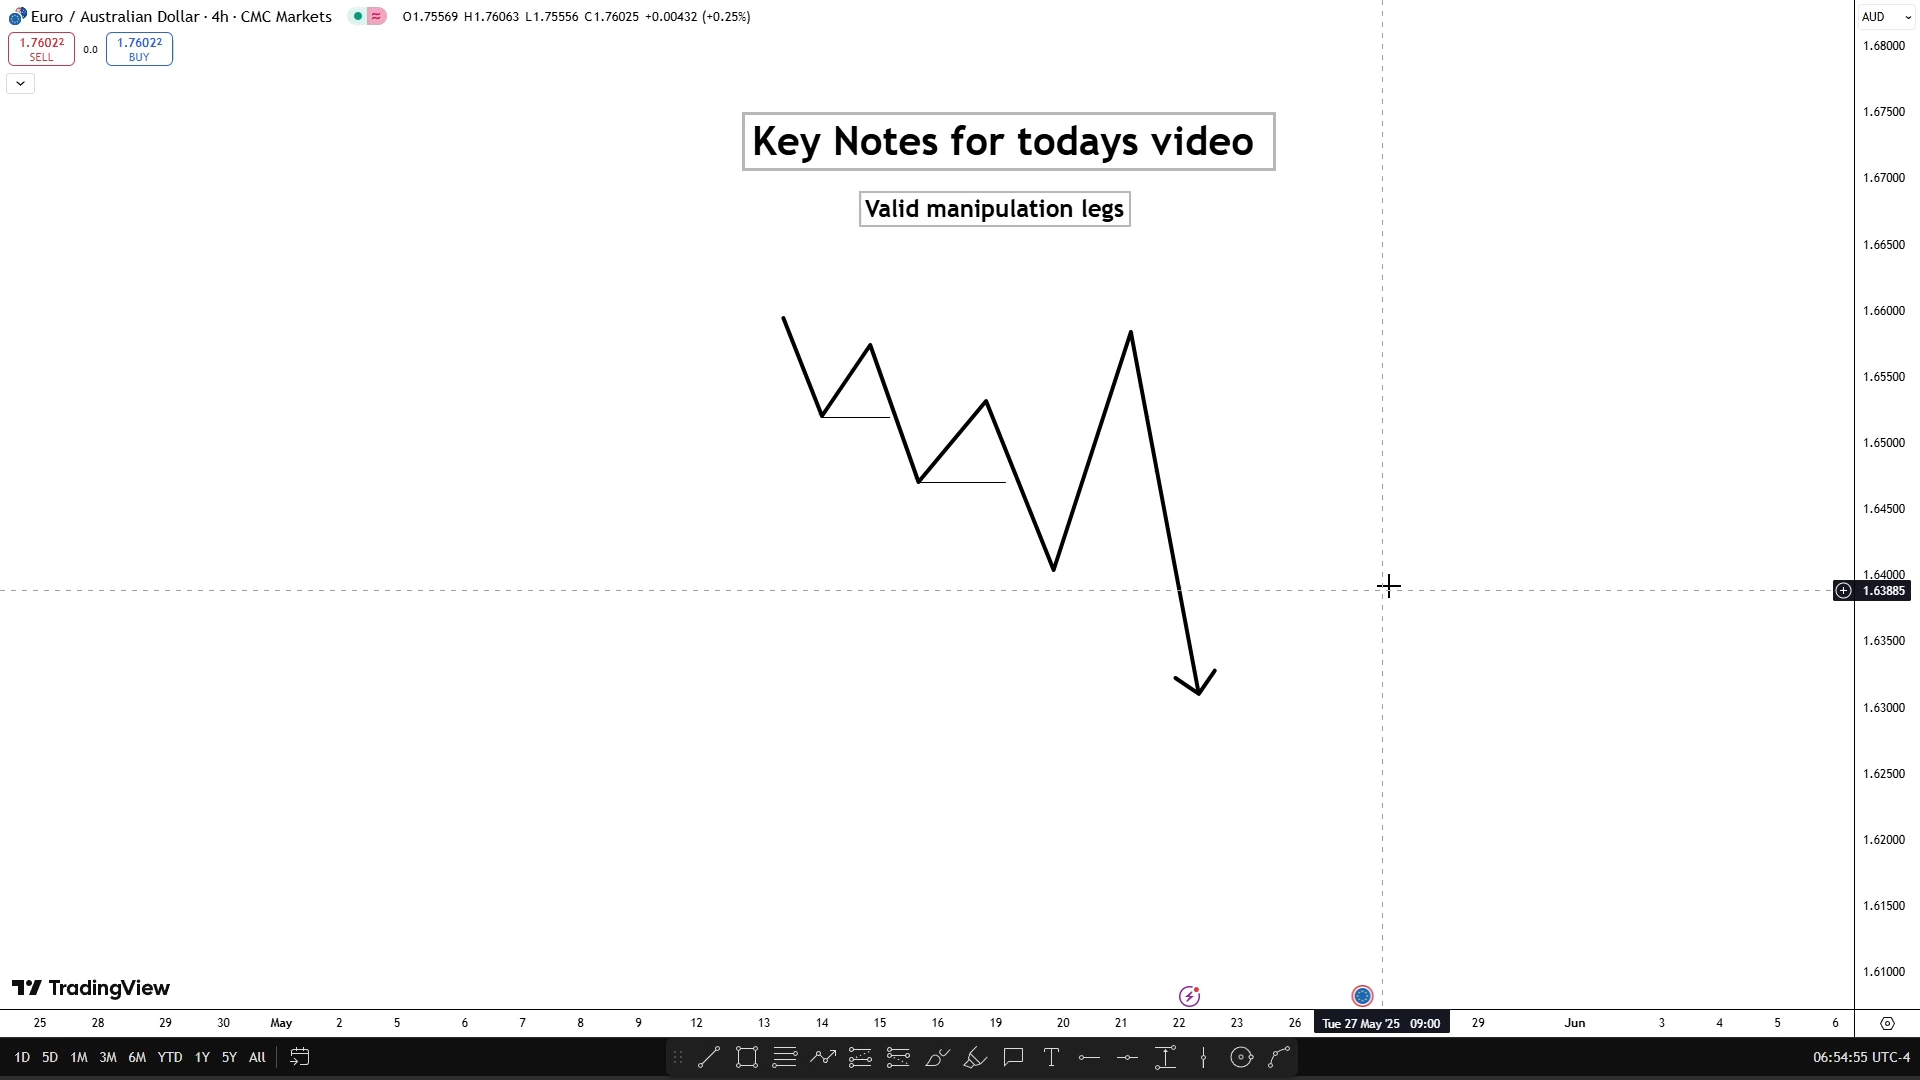 Euro / Australian Dollar · 4h · CMC Markets
O1.75569 H1.76063 L1.75556 C1.76025 +0.00432 (+0.25%)
AUD
1.76022
SELL
0.0
1.76022
BUY
Key Notes for todays video
Valid manipulation legs
1.68000
1.67500
1.67000
1.66500
1.66000
1.65500
1.65000
1.64500
1.64000
1.63885
1.63500
1.63000
1.62500
1.62000
1.61500
1.61000
TradingView
25 28 29 30 May 2 5 6 7 8 9 12 13 14 15 16 19 20 21 22 23 26 Tue 27 May '25 09:00 29 Jun 3 4 5 6
1D 5D 1M 3M 6M YTD 1Y 5Y All
06:54:55 UTC-4